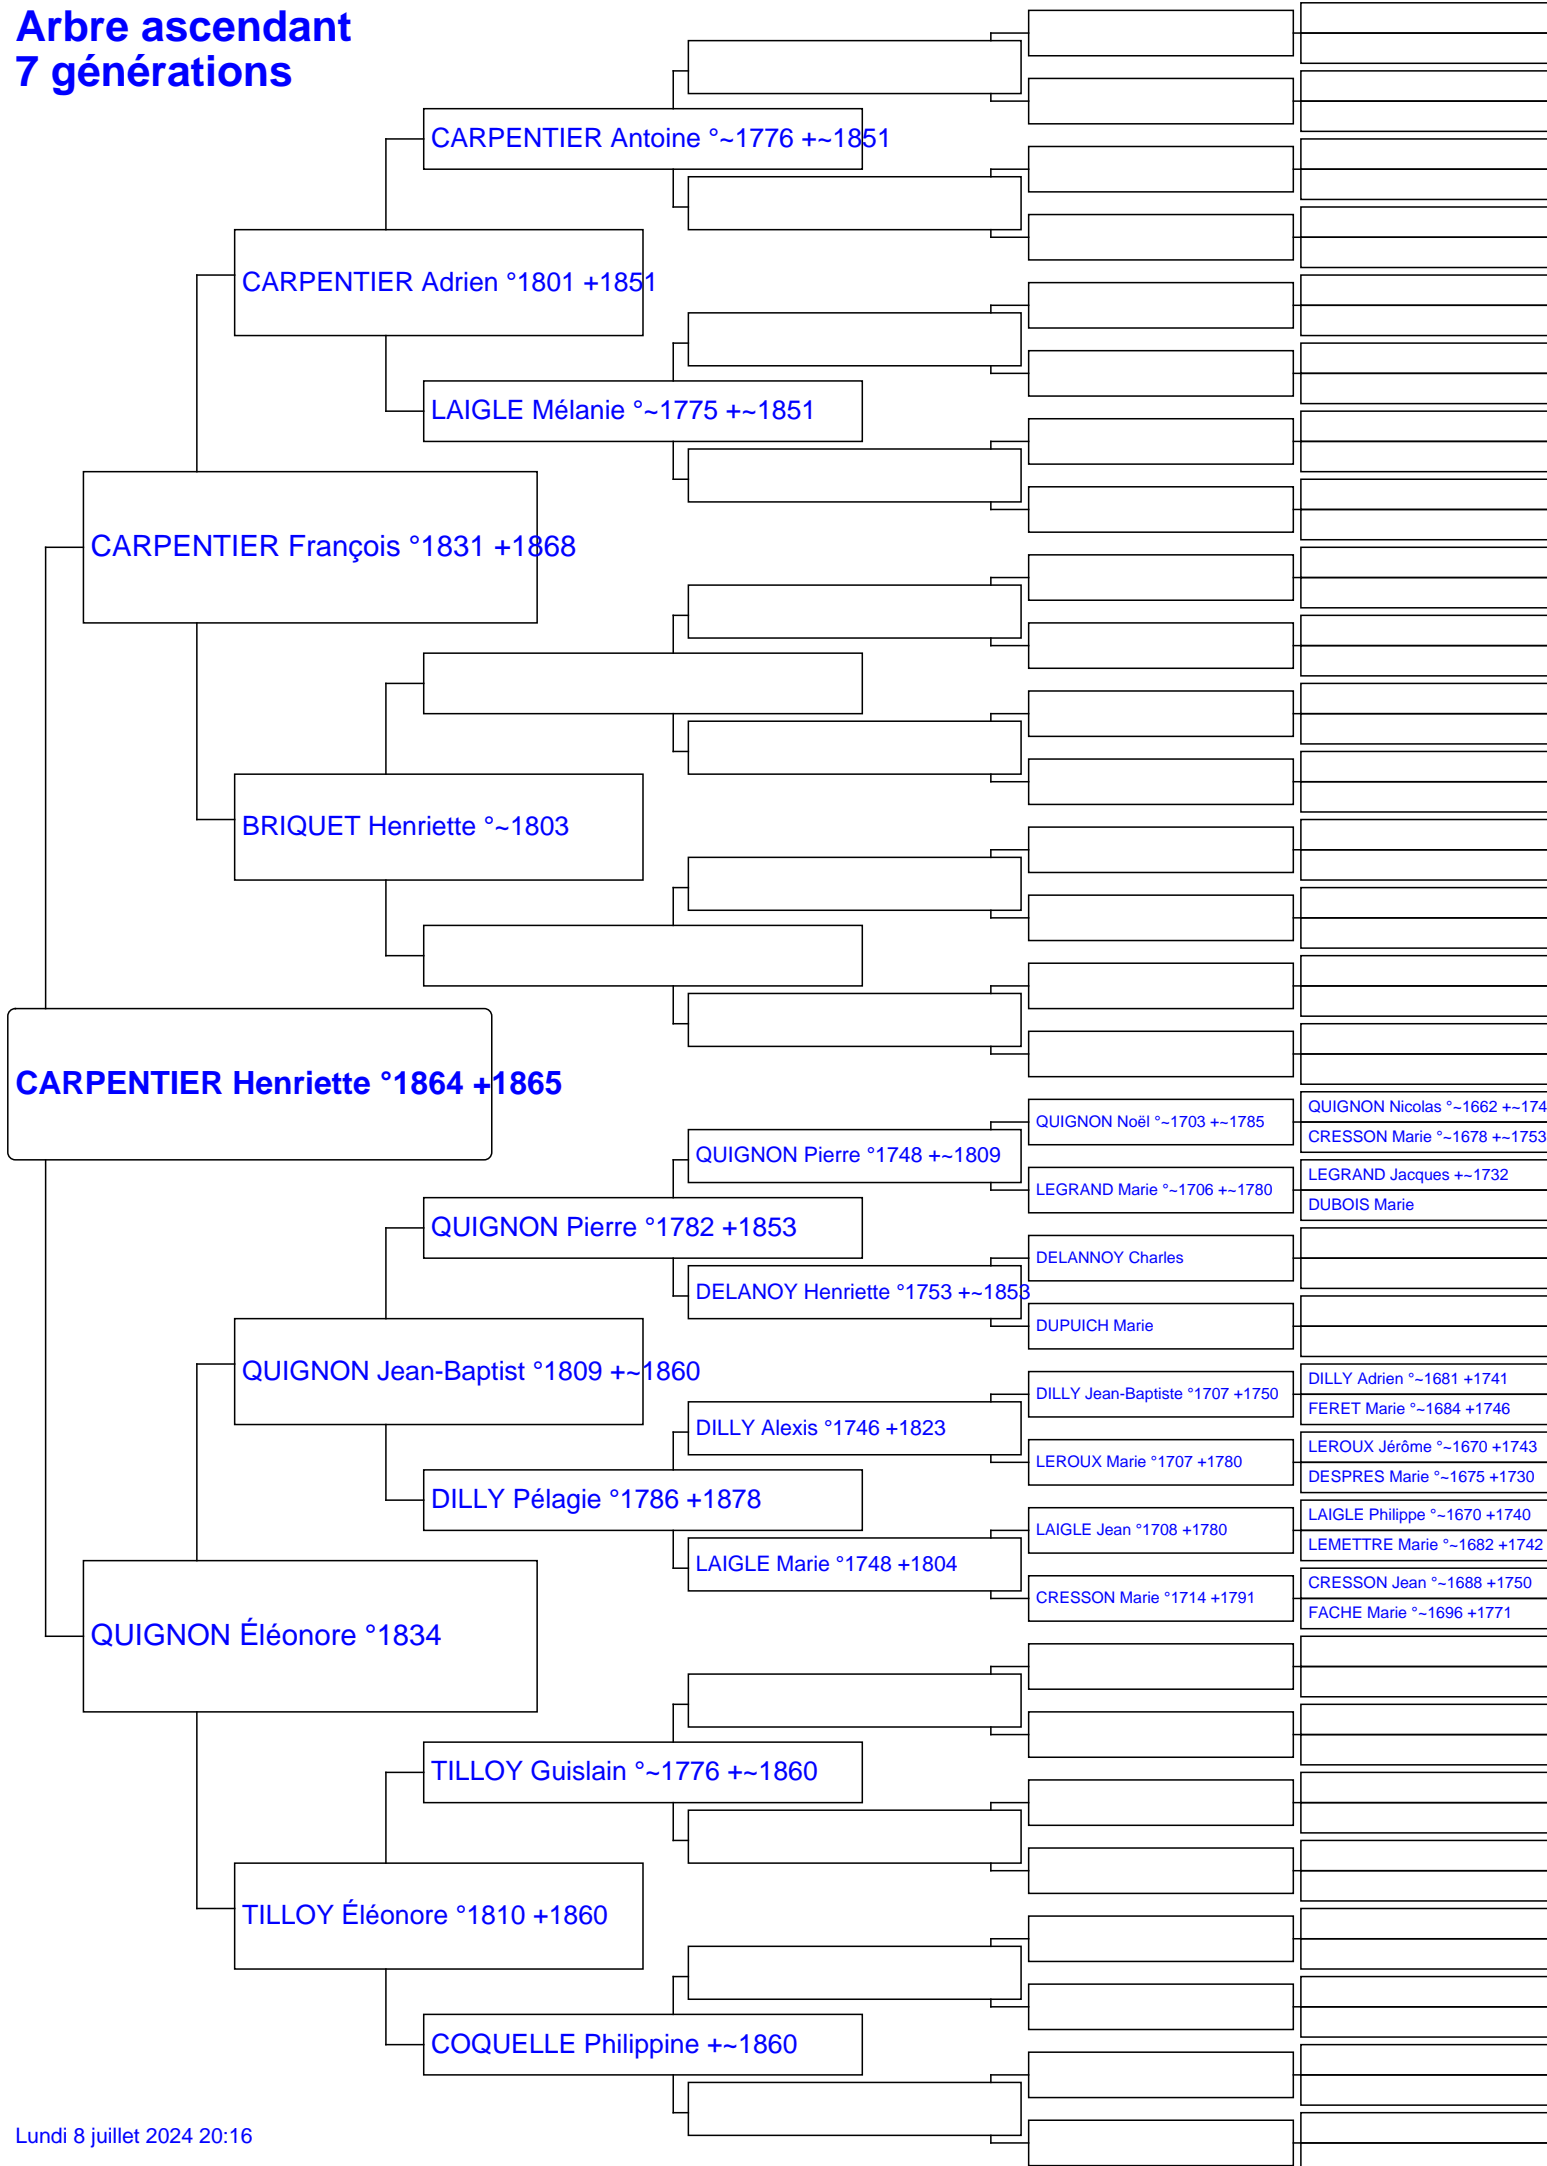 Arbre ascendant
7 générations
CARPENTIER Antoine °~1776 +~1851
CARPENTIER Adrien °1801 +1851
LAIGLE Mélanie °~1775 +~1851
CARPENTIER François °1831 +1868
BRIQUET Henriette °~1803
CARPENTIER Henriette °1864 +1865
QUIGNON Nicolas °~1662 +~174
QUIGNON Noël °~1703 +~1785
CRESSON Marie °~1678 +~1753
QUIGNON Pierre °1748 +~1809
LEGRAND Jacques +~1732
LEGRAND Marie °~1706 +~1780
DUBOIS Marie
QUIGNON Pierre °1782 +1853
DELANNOY Charles
DELANOY Henriette °1753 +~1853
DUPUICH Marie
QUIGNON Jean-Baptist °1809 +~1860
DILLY Adrien °~1681 +1741
DILLY Jean-Baptiste °1707 +1750
FERET Marie °~1684 +1746
DILLY Alexis °1746 +1823
LEROUX Jérôme °~1670 +1743
LEROUX Marie °1707 +1780
DESPRES Marie °~1675 +1730
DILLY Pélagie °1786 +1878
LAIGLE Philippe °~1670 +1740
LAIGLE Jean °1708 +1780
LEMETTRE Marie °~1682 +1742
LAIGLE Marie °1748 +1804
CRESSON Jean °~1688 +1750
CRESSON Marie °1714 +1791
FACHE Marie °~1696 +1771
QUIGNON Éléonore °1834
TILLOY Guislain °~1776 +~1860
TILLOY Éléonore °1810 +1860
COQUELLE Philippine +~1860
Lundi 8 juillet 2024 20:16